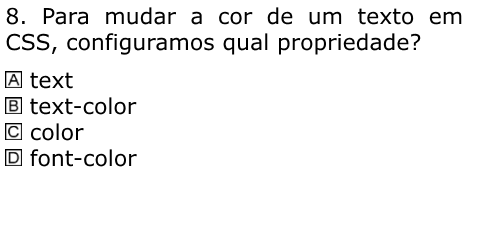 8. Para mudar a cor de um texto em
CSS, configuramos qual propriedade?
A text
B text-color
C color
D font-color